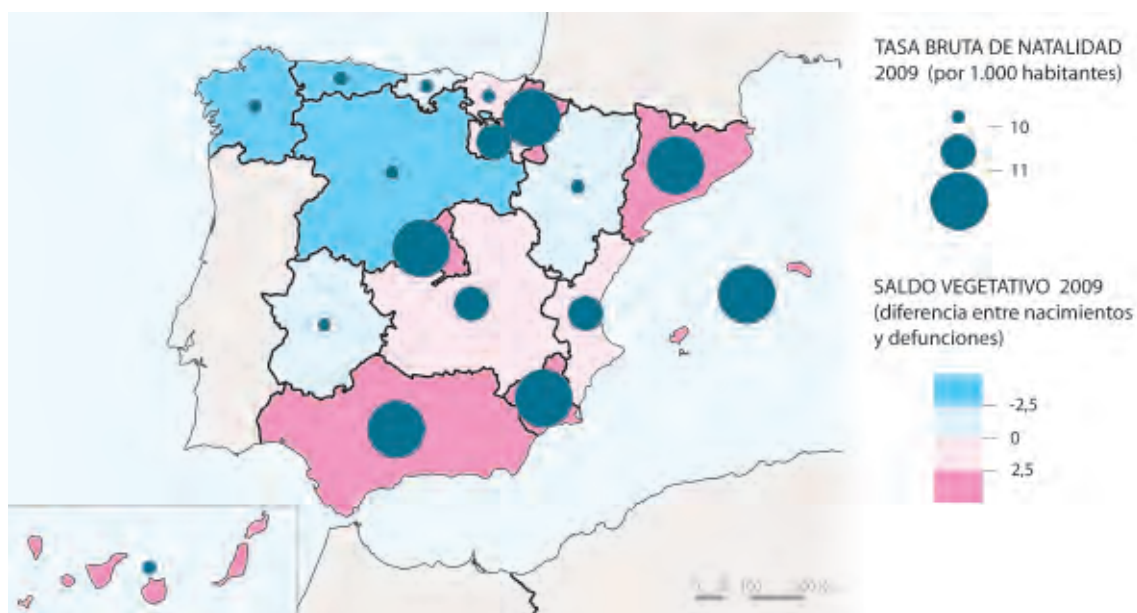 TASA BRUTA DE NATALIDAD
2009 (por 1.000 habitantes)
10
11
SALDO VEGETATIVO 2009
(diferencia entre nacimientos
y defunciones)
-2,5
0
2,5